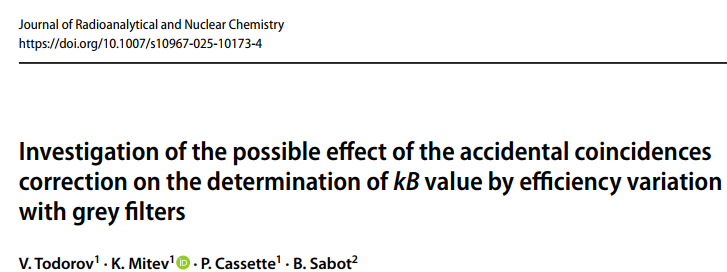 Journal of Radioanalytical and Nuclear Chemistry
https://doi.org/10.1007/s10967-025-10173-4
Investigation of the possible effect of the accidental coincidences
correction on the determination of kB value by efficiency variation
with grey filters
V. Todorov¹ · K. Mitev¹ iD · P. Cassette¹ · B. Sabot²